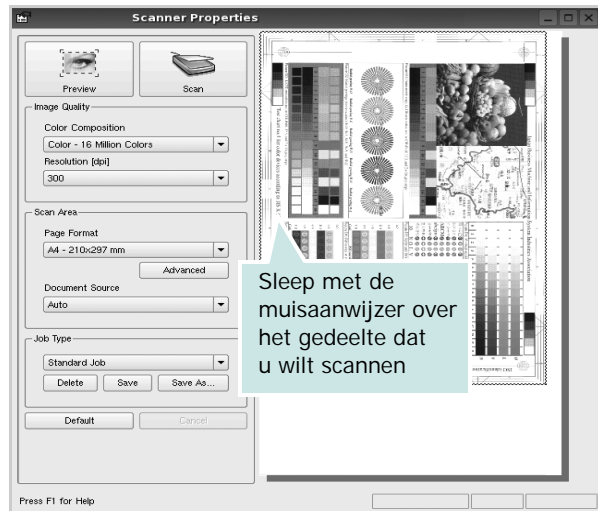 Scanner Properties
Preview
Scan
Image Quality
Color Composition
Color - 16 Million Colors
Resolution [dpi]
300
Scan Area
Page Format
A4 - 210x297 mm
Advanced
Document Source
Auto
Job Type
Standard Job
Delete
Save
Save As...
Default
Cancel
Sleep met de
muisaanwijzer over
het gedeelte dat
u wilt scannen
Press F1 for Help